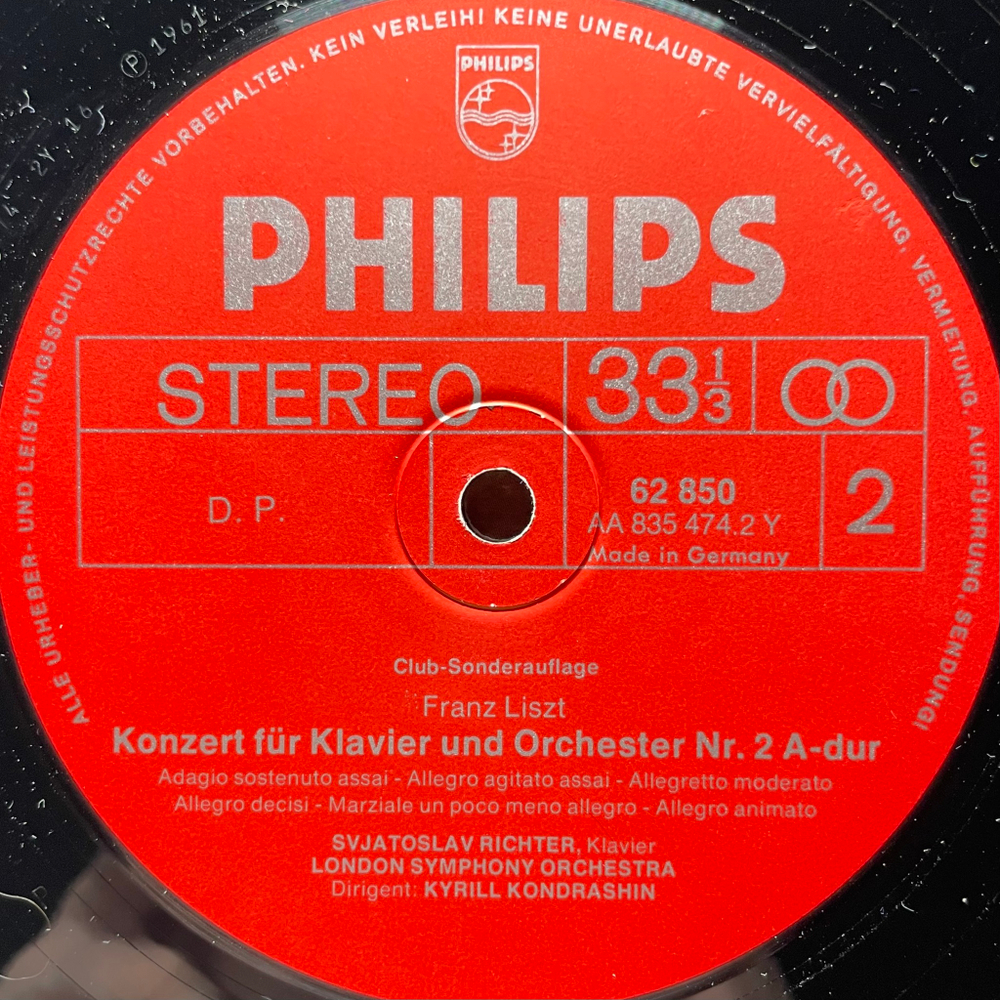 ALLE URHEBER- UND LEISTUNGSSCHUTZRECHTE VORBEHALTEN. KEIN VERLEIH! KEINE UNERLAUBTE VERVIELFÄLTIGUNG, VERMIETUNG, AUFFÜHRUNG, SENDUNG!
Ⓟ 1961
PHILIPS
PHILIPS
STEREO
33 1/3
D. P.
62 850
AA 835 474.2 Y
Made in Germany
2
Club-Sonderauflage
Franz Liszt
Konzert für Klavier und Orchester Nr. 2 A-dur
Adagio sostenuto assai - Allegro agitato assai - Allegretto moderato
Allegro decisi - Marziale un poco meno allegro - Allegro animato
SVJATOSLAV RICHTER, Klavier
LONDON SYMPHONY ORCHESTRA
Dirigent: KYRILL KONDRASHIN